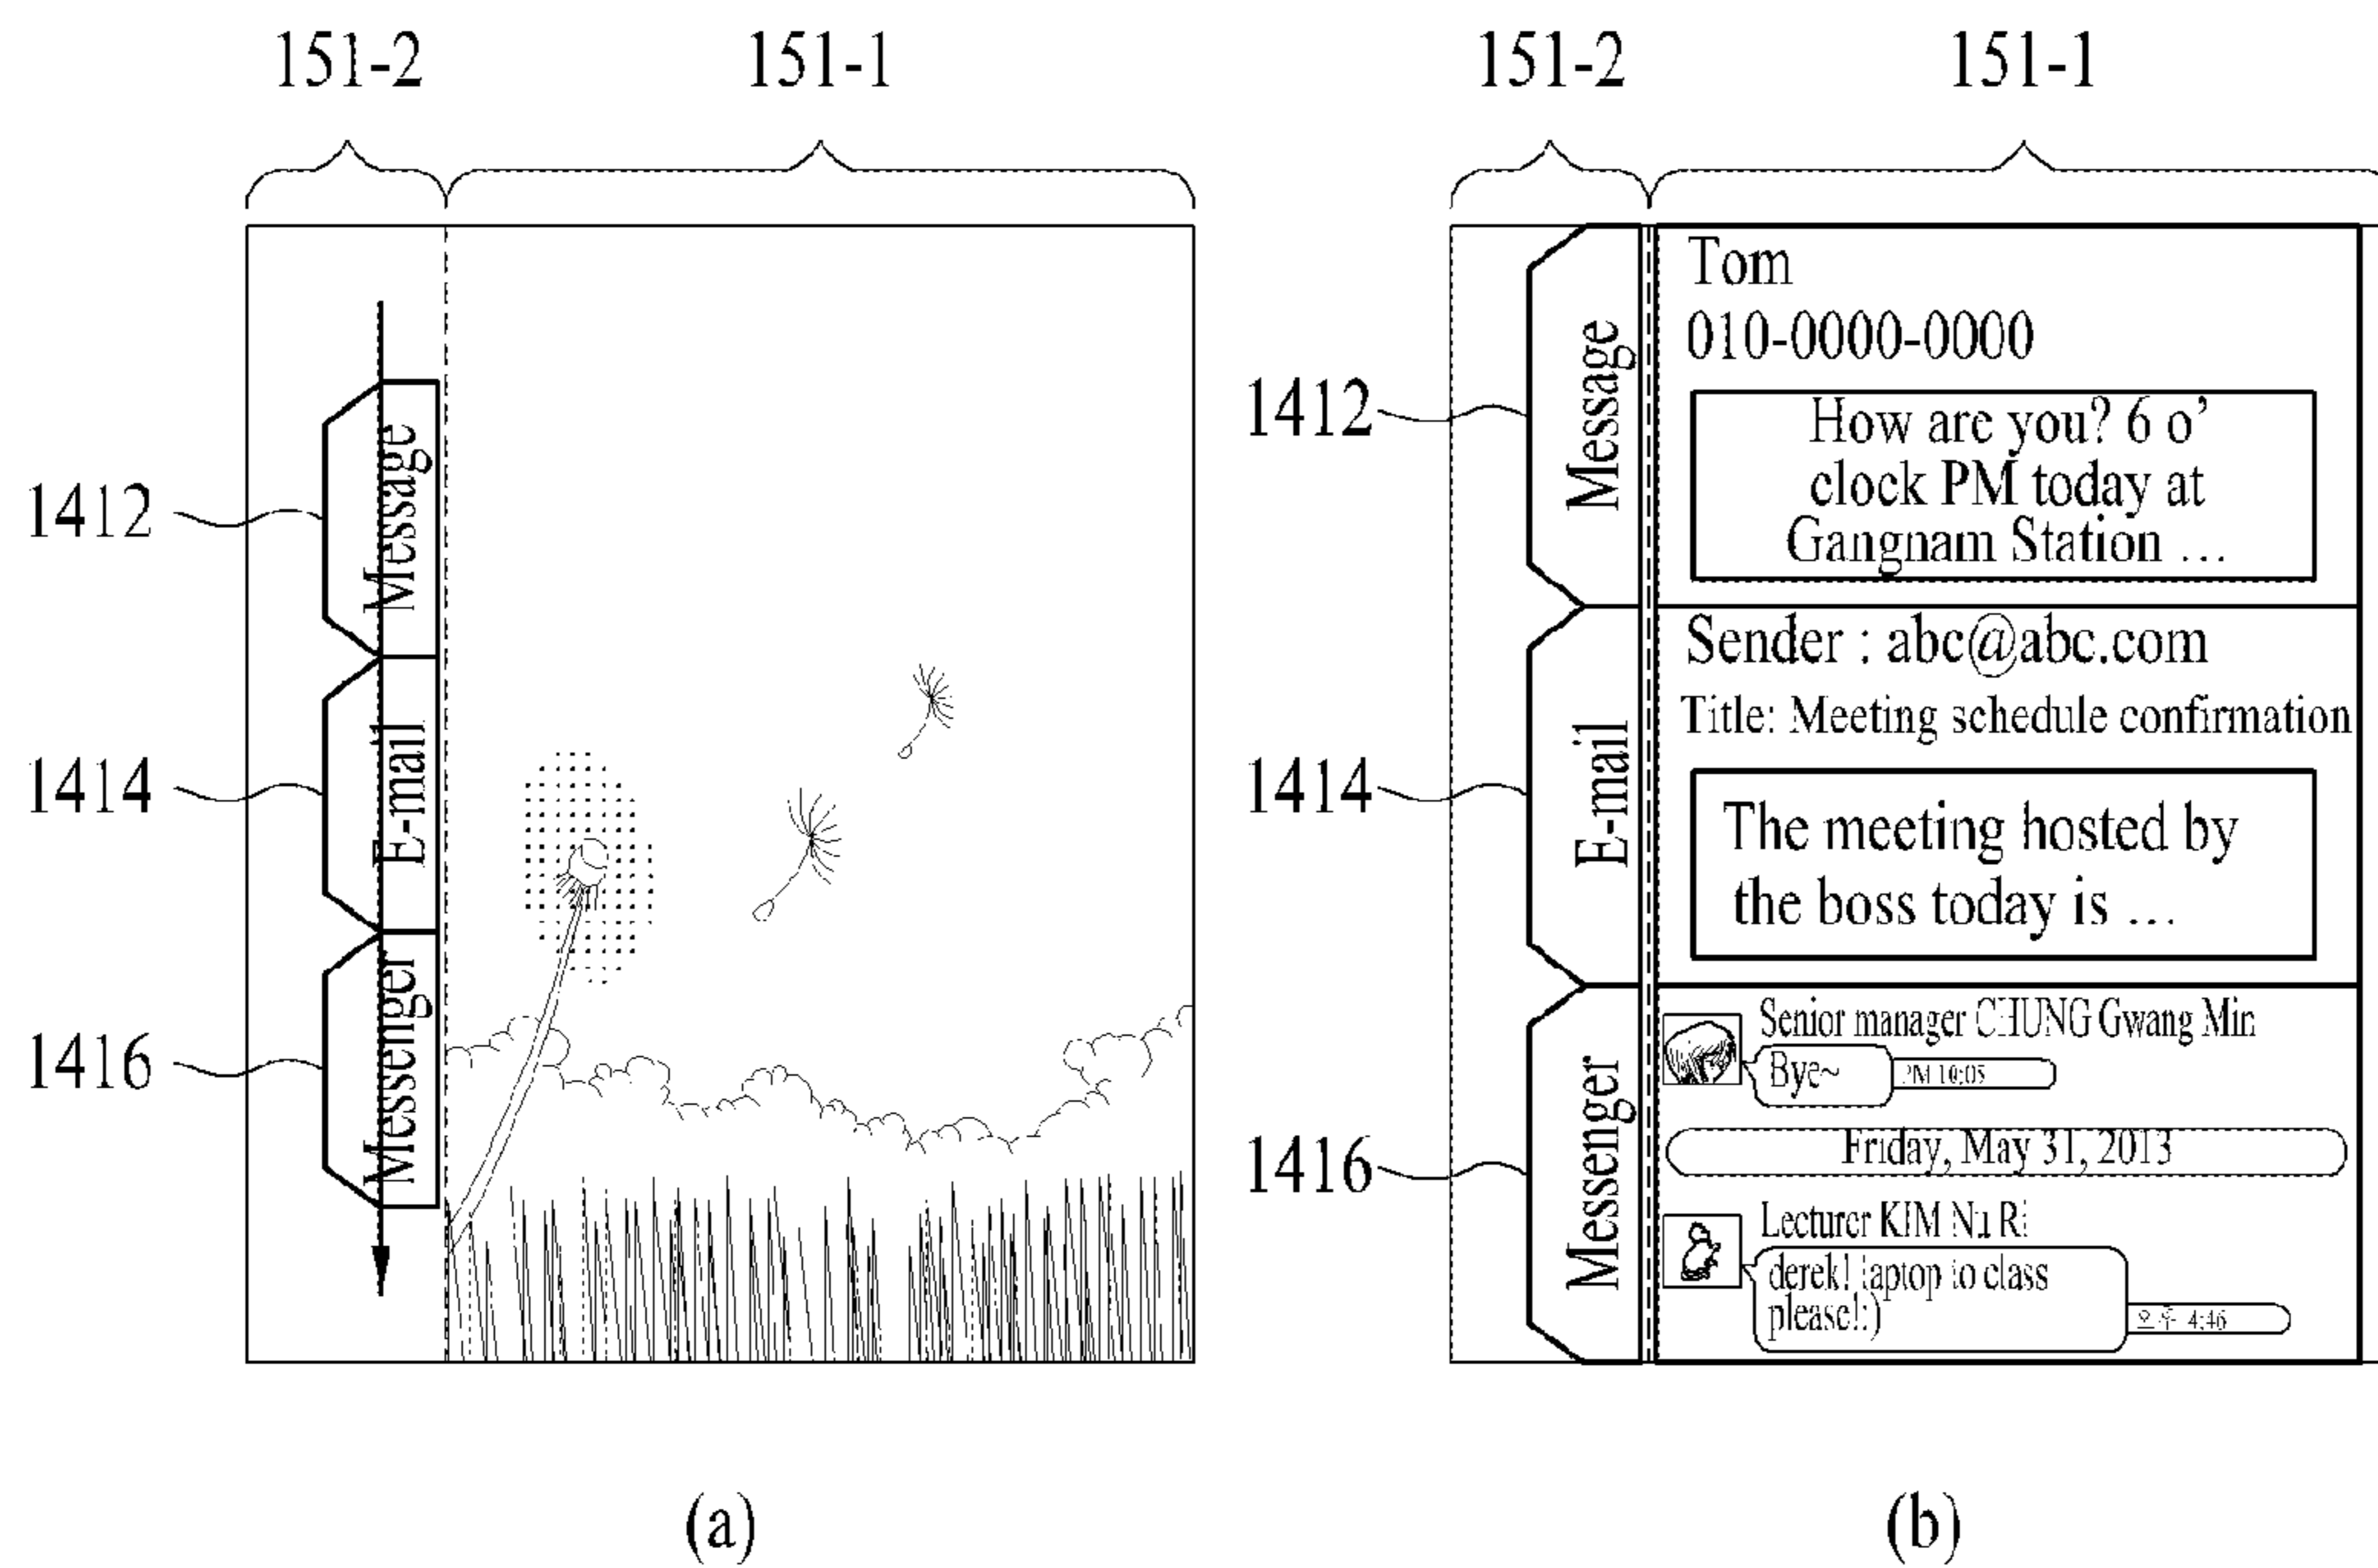 151-2
151-1
1412
Message
1414
E-mail
1416
Messenger
(a)
151-2
151-1
1412
Message
Tom
010-0000-0000
How are you? 6 o’
clock PM today at
Gangnam Station ...
1414
E-mail
Sender : abc@abc.com
Title: Meeting schedule confirmation
The meeting hosted by
the boss today is ...
1416
Messenger
Senior manager CHUNG Gwang Min
Bye~
PM 10:05
Friday, May 31, 2013
Lecturer KIM Nu Ri
derek! laptop to class
please!:)
4:46
(b)